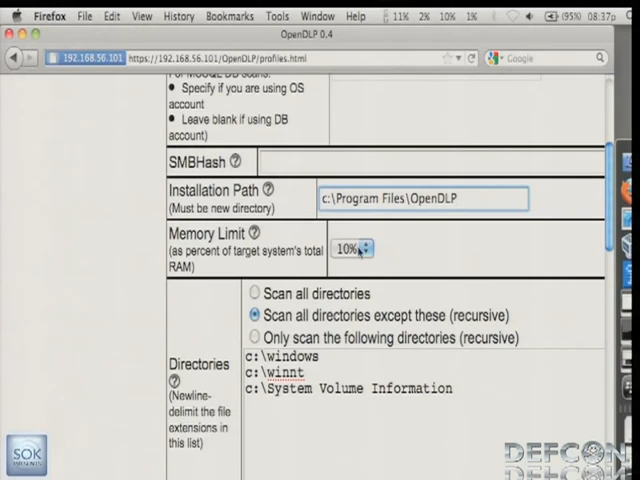 Firefox File Edit View History Bookmarks Tools Window Help 11% 2% 10% 1% (95%) 08:37p
OpenDLP 0.4
192.168.56.101 https://192.168.56.101/OpenDLP/profiles.html Google
For MSSQL DB scans:
• Specify if you are using OS
account
• Leave blank if using DB
account)
SMBHash ?
Installation Path ?
(Must be new directory)
c:\Program Files\OpenDLP
Memory Limit ?
(as percent of target system's total
RAM)
10%
Scan all directories
Scan all directories except these (recursive)
Only scan the following directories (recursive)
Directories
?
(Newline-
delimit the file
extensions in
this list)
c:\windows
c:\winnt
c:\System Volume Information
SOK
DEFCON